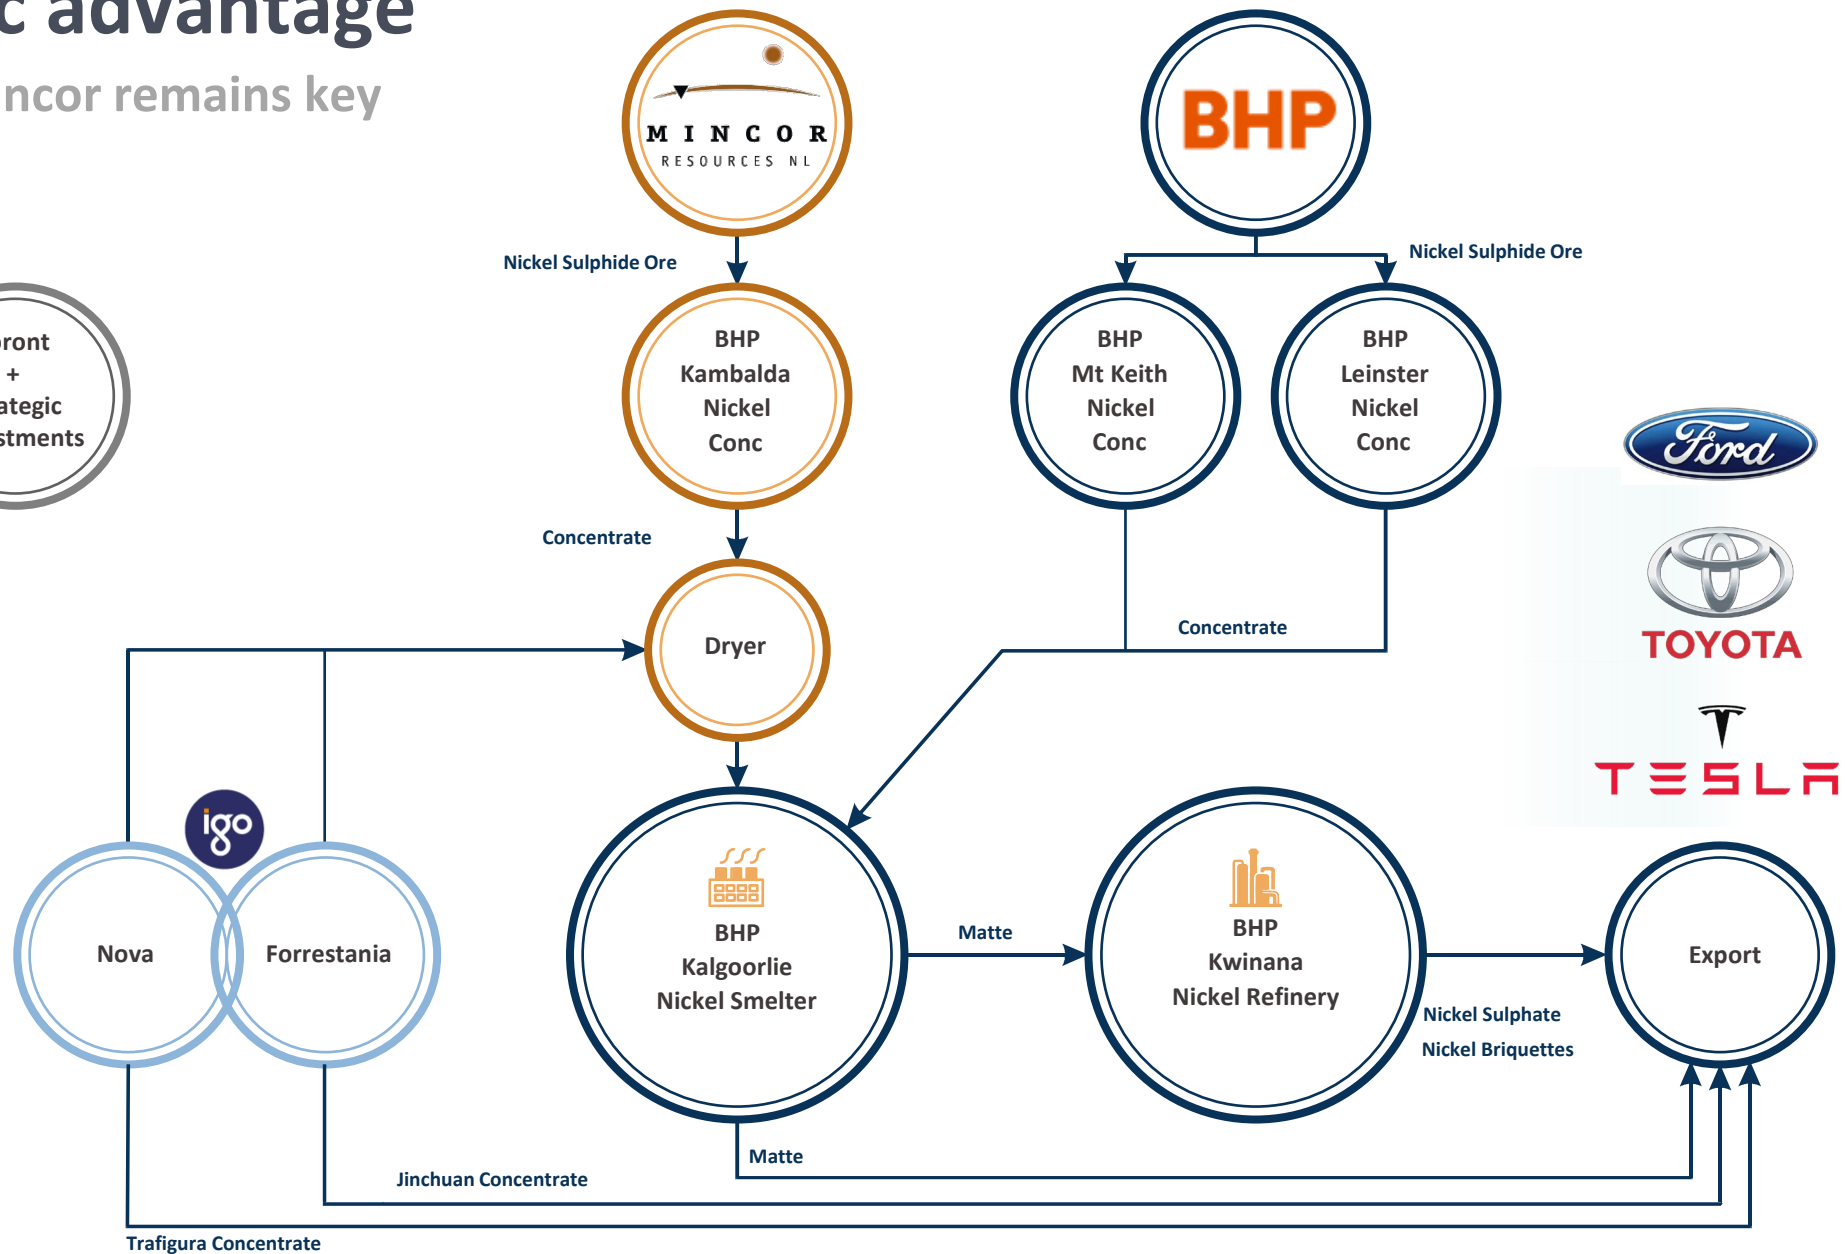 c advantage
ncor remains key
MINCOR
RESOURCES NL
BHP
Nickel Sulphide Ore
Nickel Sulphide Ore
ront
+
ategic
stments
BHP
Kambalda
Nickel
Conc
BHP
Mt Keith
Nickel
Conc
BHP
Leinster
Nickel
Conc
Ford
TOYOTA
TESLA
Concentrate
Concentrate
Dryer
igo
Nova
Forrestania
BHP
Kalgoorlie
Nickel Smelter
Matte
BHP
Kwinana
Nickel Refinery
Export
Nickel Sulphate
Nickel Briquettes
Matte
Jinchuan Concentrate
Trafigura Concentrate